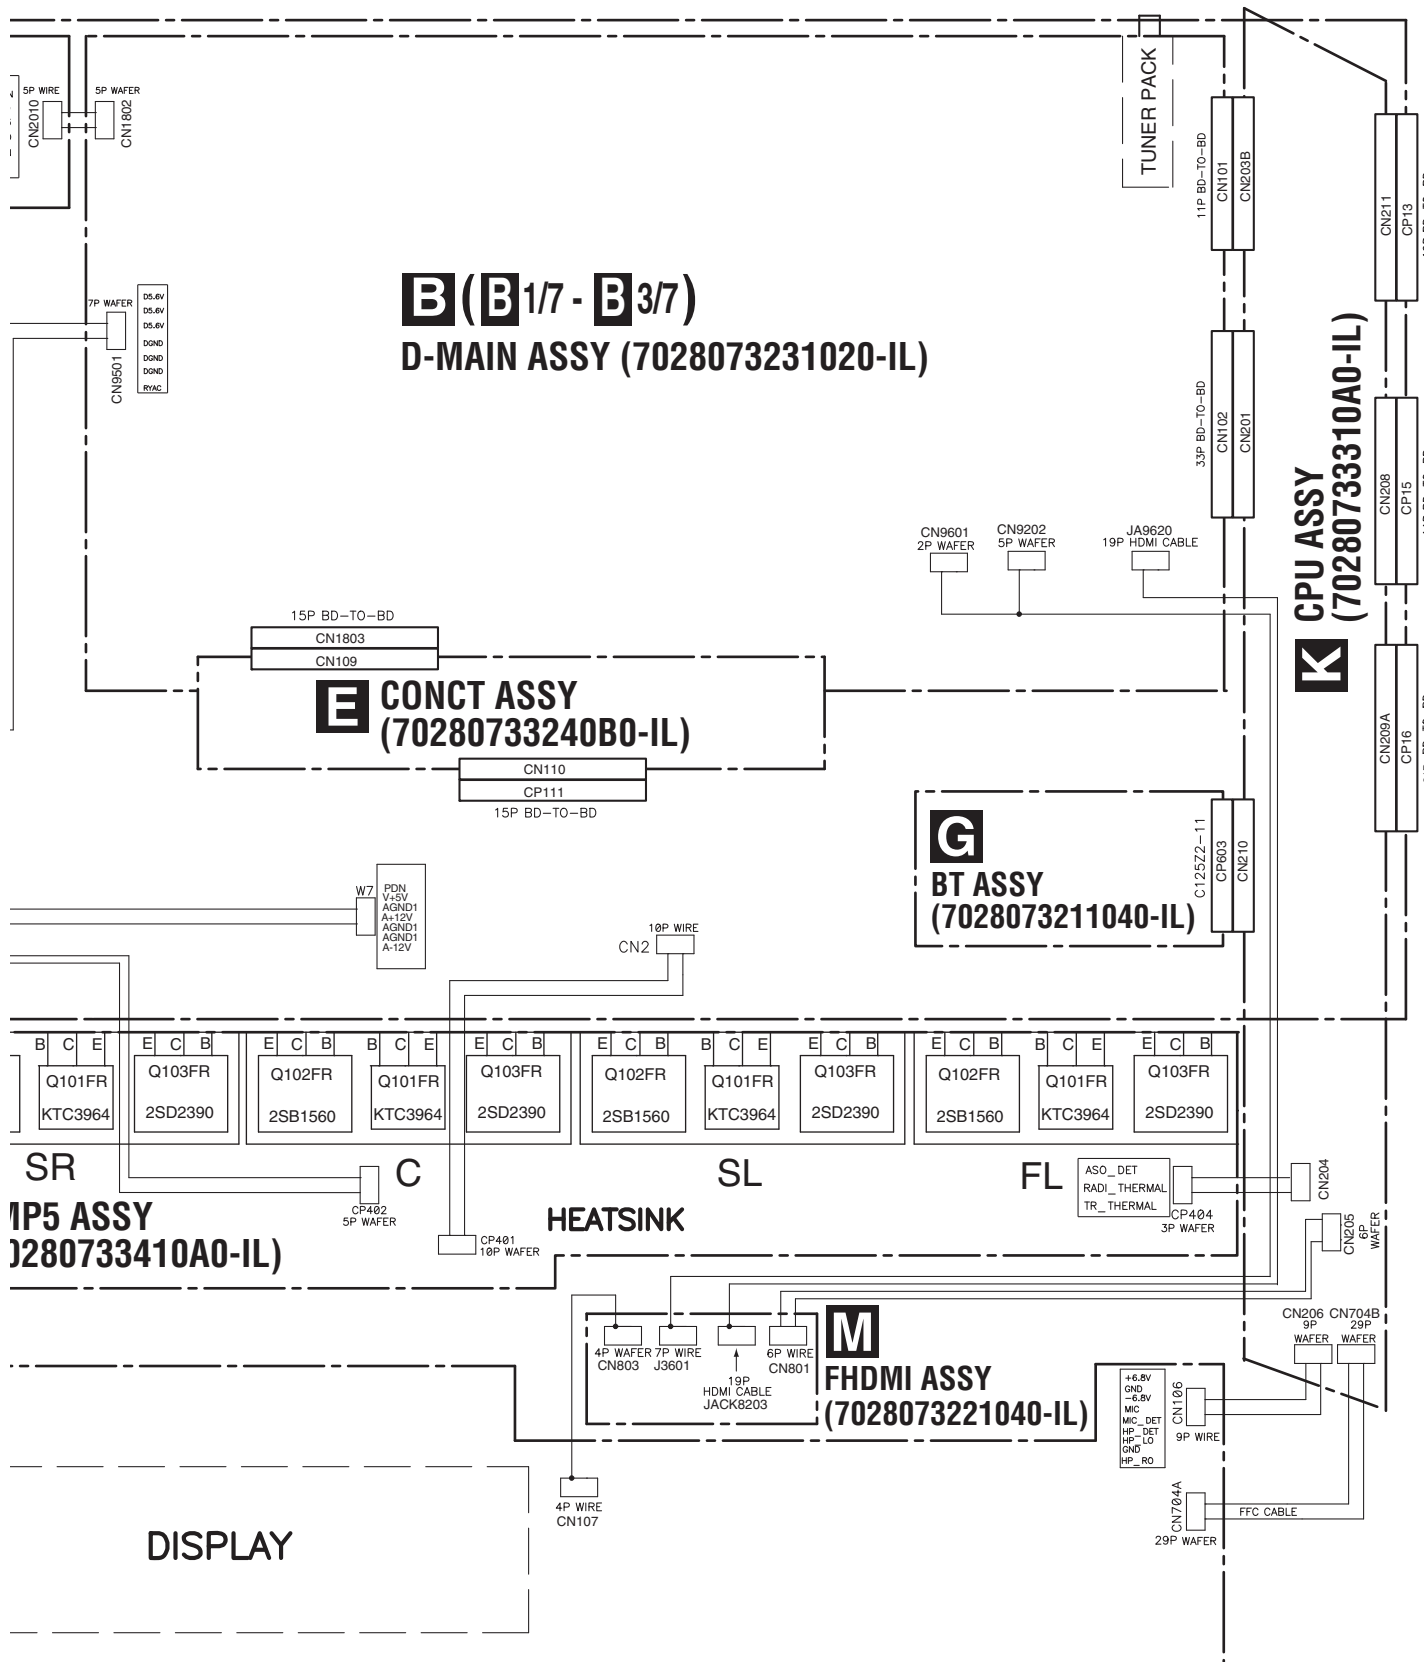 5P WIRE
CN2010
5P WAFER
CN1802
TUNER PACK
11P BD-TO-BD
CN101
CN203B
CN211
CP13
7P WAFER
CN9501
D5.6V
D5.6V
D5.6V
DGND
DGND
DGND
RYAC
B (B 1/7 - B 3/7)
D-MAIN ASSY (7028073231020-IL)
33P BD-TO-BD
CN102
CN201
K CPU ASSY
(70280733310A0-IL)
CN208
CP15
CN9601
2P WAFER
CN9202
5P WAFER
JA9620
19P HDMI CABLE
15P BD-TO-BD
CN1803
CN109
E CONCT ASSY
(70280733240B0-IL)
CN110
CP111
15P BD-TO-BD
CN209A
CP16
G
BT ASSY
(7028073211040-IL)
C125Z2-11
CP603
CN210
W7
PDN
V+5V
AGND1
A+12V
AGND1
AGND1
A-12V
10P WIRE
CN2
B C E E C B E C B B C E E C B E C B B C E E C B E C B B C E E C B
Q101FR Q103FR Q102FR Q101FR Q103FR Q102FR Q101FR Q103FR Q102FR Q101FR Q103FR
KTC3964 2SD2390 2SB1560 KTC3964 2SD2390 2SB1560 KTC3964 2SD2390 2SB1560 KTC3964 2SD2390
SR
C
SL
FL
ASO_DET
RADI_THERMAL
TR_THERMAL
CP404
3P WAFER
CN204
CP402
5P WAFER
MP5 ASSY
0280733410A0-IL)
CP401
10P WAFER
HEATSINK
CN205
6P
WAFER
4P WAFER
CN803
7P WIRE
J3601
19P
HDMI CABLE
JACK8203
6P WIRE
CN801
M
FHDMI ASSY
(7028073221040-IL)
CN206
9P
WAFER
CN704B
29P
WAFER
+6.8V
GND
-6.8V
MIC
MIC_DET
HP_DET
HP_LO
GND
HP_RO
CN106
9P WIRE
4P WIRE
CN107
CN704A
29P WAFER
FFC CABLE
DISPLAY